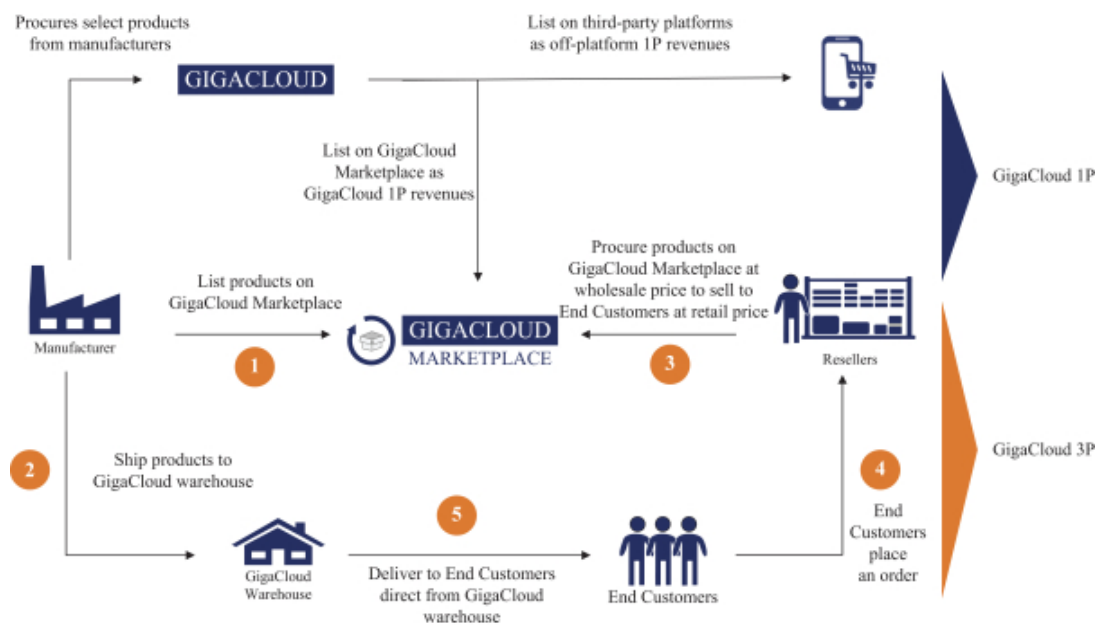 Procures select products
from manufacturers
List on third-party platforms
as off-platform 1P revenues
GIGACLOUD
List on GigaCloud
Marketplace as
GigaCloud 1P revenues
GigaCloud 1P
List products on
GigaCloud Marketplace
Procure products on
GigaCloud Marketplace at
wholesale price to sell to
End Customers at retail price
Manufacturer
1
GIGACLOUD
MARKETPLACE
3
Resellers
2
Ship products to
GigaCloud warehouse
GigaCloud 3P
4
End
Customers
place
an order
5
GigaCloud
Warehouse
Deliver to End Customers
direct from GigaCloud
warehouse
End Customers